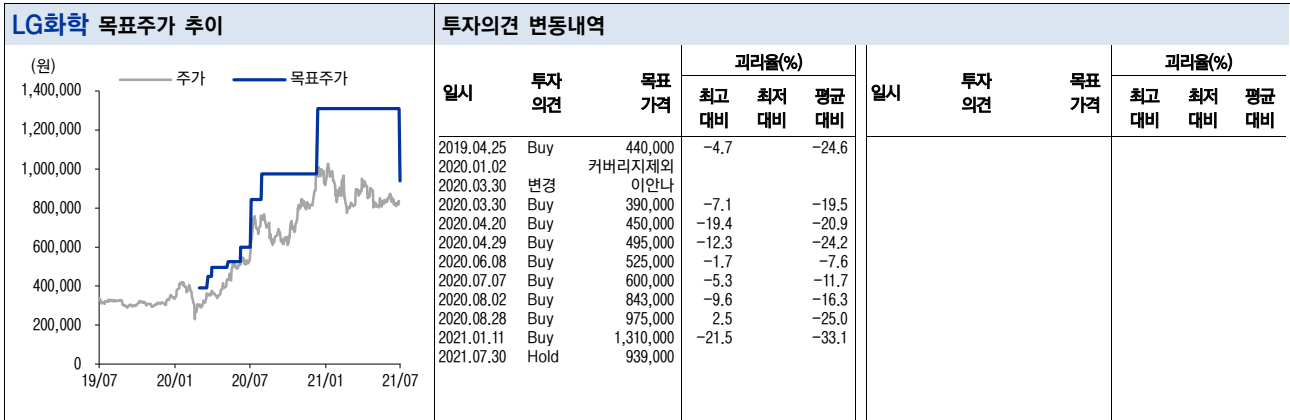 LG화학 목표주가 추이
(원)
주가 목표주가
1,400,000
1,200,000
1,000,000
800,000
600,000
400,000
200,000
0
19/07 20/01 20/07 21/01 21/07
투자의견 변동내역
일시 투자의견 목표가격 괴리율(%) 최고대비 최저대비 평균대비
2019.04.25 Buy 440,000 -4.7 -24.6
2020.01.02 커버리지제외
2020.03.30 변경 이안나
2020.03.30 Buy 390,000 -7.1 -19.5
2020.04.20 Buy 450,000 -19.4 -20.9
2020.04.29 Buy 495,000 -12.3 -24.2
2020.06.08 Buy 525,000 -1.7 -7.6
2020.07.07 Buy 600,000 -5.3 -11.7
2020.08.02 Buy 843,000 -9.6 -16.3
2020.08.28 Buy 975,000 2.5 -25.0
2021.01.11 Buy 1,310,000 -21.5 -33.1
2021.07.30 Hold 939,000
일시 투자의견 목표가격 괴리율(%) 최고대비 최저대비 평균대비